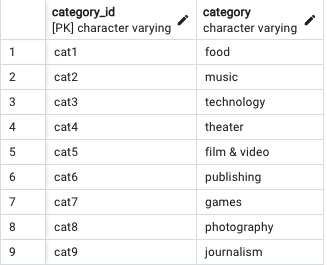 category_id category
[PK] character varying character varying
1 cat1 food
2 cat2 music
3 cat3 technology
4 cat4 theater
5 cat5 film & video
6 cat6 publishing
7 cat7 games
8 cat8 photography
9 cat9 journalism